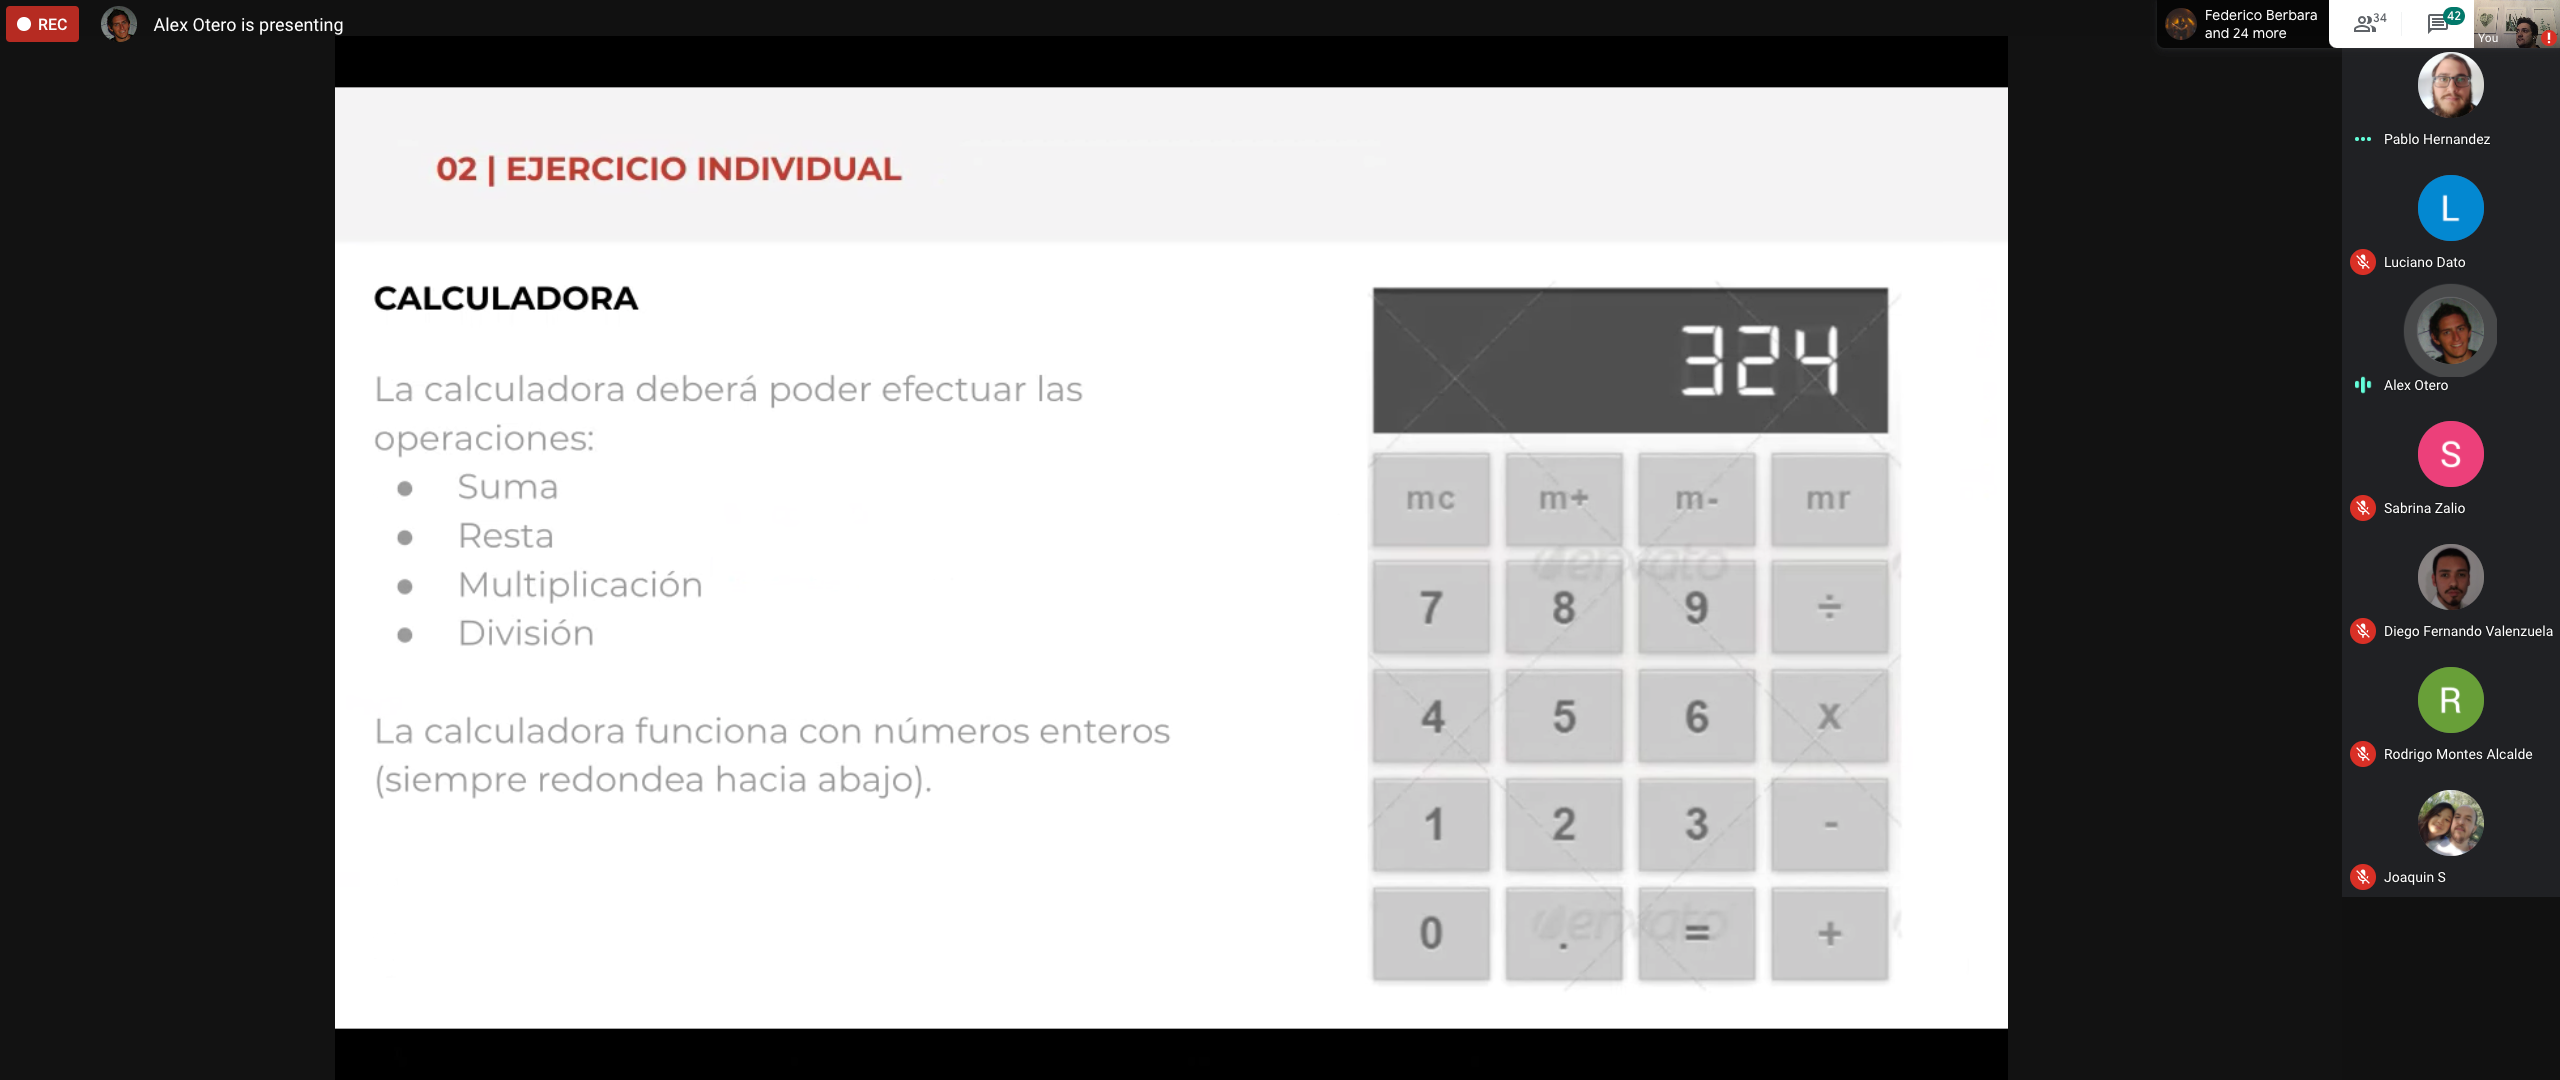 REC
Alex Otero is presenting
Federico Berbara
and 24 more
34
42
You
02 | EJERCICIO INDIVIDUAL
CALCULADORA
La calculadora deberá poder efectuar las
operaciones:
● Suma
● Resta
● Multiplicación
● División
La calculadora funciona con números enteros
(siempre redondea hacia abajo).
324
mc m+ m- mr
7 8 9 ÷
4 5 6 x
1 2 3 -
0 . = +
envato
envato
Pablo Hernandez
L
Luciano Dato
Alex Otero
S
Sabrina Zalio
Diego Fernando Valenzuela
R
Rodrigo Montes Alcalde
Joaquin S